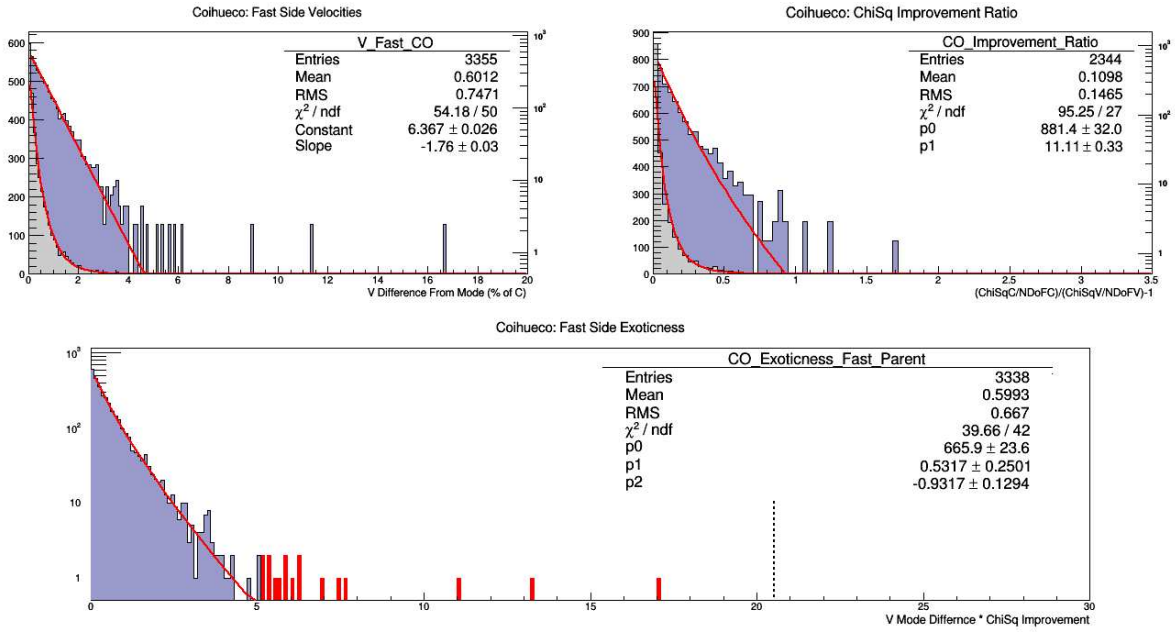 Coihueco: Fast Side Velocities
V_Fast_CO
Entries 3355
Mean 0.6012
RMS 0.7471
χ² / ndf 54.18 / 50
Constant 6.367 ± 0.026
Slope -1.76 ± 0.03
600
500
400
300
200
100
0
10³
10²
10
1
0 2 4 6 8 10 12 14 16 18 20
V Difference From Mode (% of C)
Coihueco: ChiSq Improvement Ratio
CO_Improvement_Ratio
Entries 2344
Mean 0.1098
RMS 0.1465
χ² / ndf 95.25 / 27
p0 881.4 ± 32.0
p1 11.11 ± 0.33
900
800
700
600
500
400
300
200
100
0
10³
10²
10
1
0 0.5 1 1.5 2 2.5 3 3.5
(ChiSqC/NDoFC)/(ChiSqV/NDoFV)-1
Coihueco: Fast Side Exoticness
CO_Exoticness_Fast_Parent
Entries 3338
Mean 0.5993
RMS 0.667
χ² / ndf 39.66 / 42
p0 665.9 ± 23.6
p1 0.5317 ± 0.2501
p2 -0.9317 ± 0.1294
10³
10²
10
1
0 5 10 15 20 25 30
V Mode Differnce * ChiSq Improvement